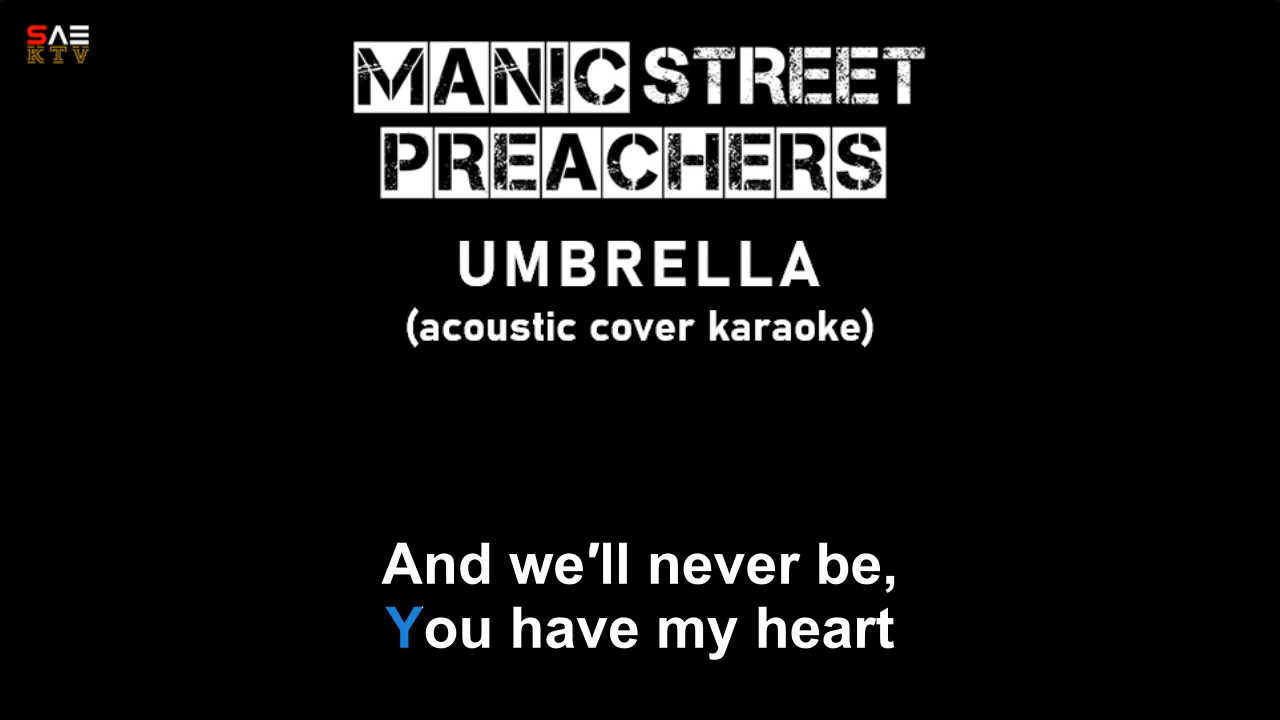 SAE
KTV
MANIC STREET
PREACHERS
UMBRELLA
(acoustic cover karaoke)
And we'll never be,
You have my heart